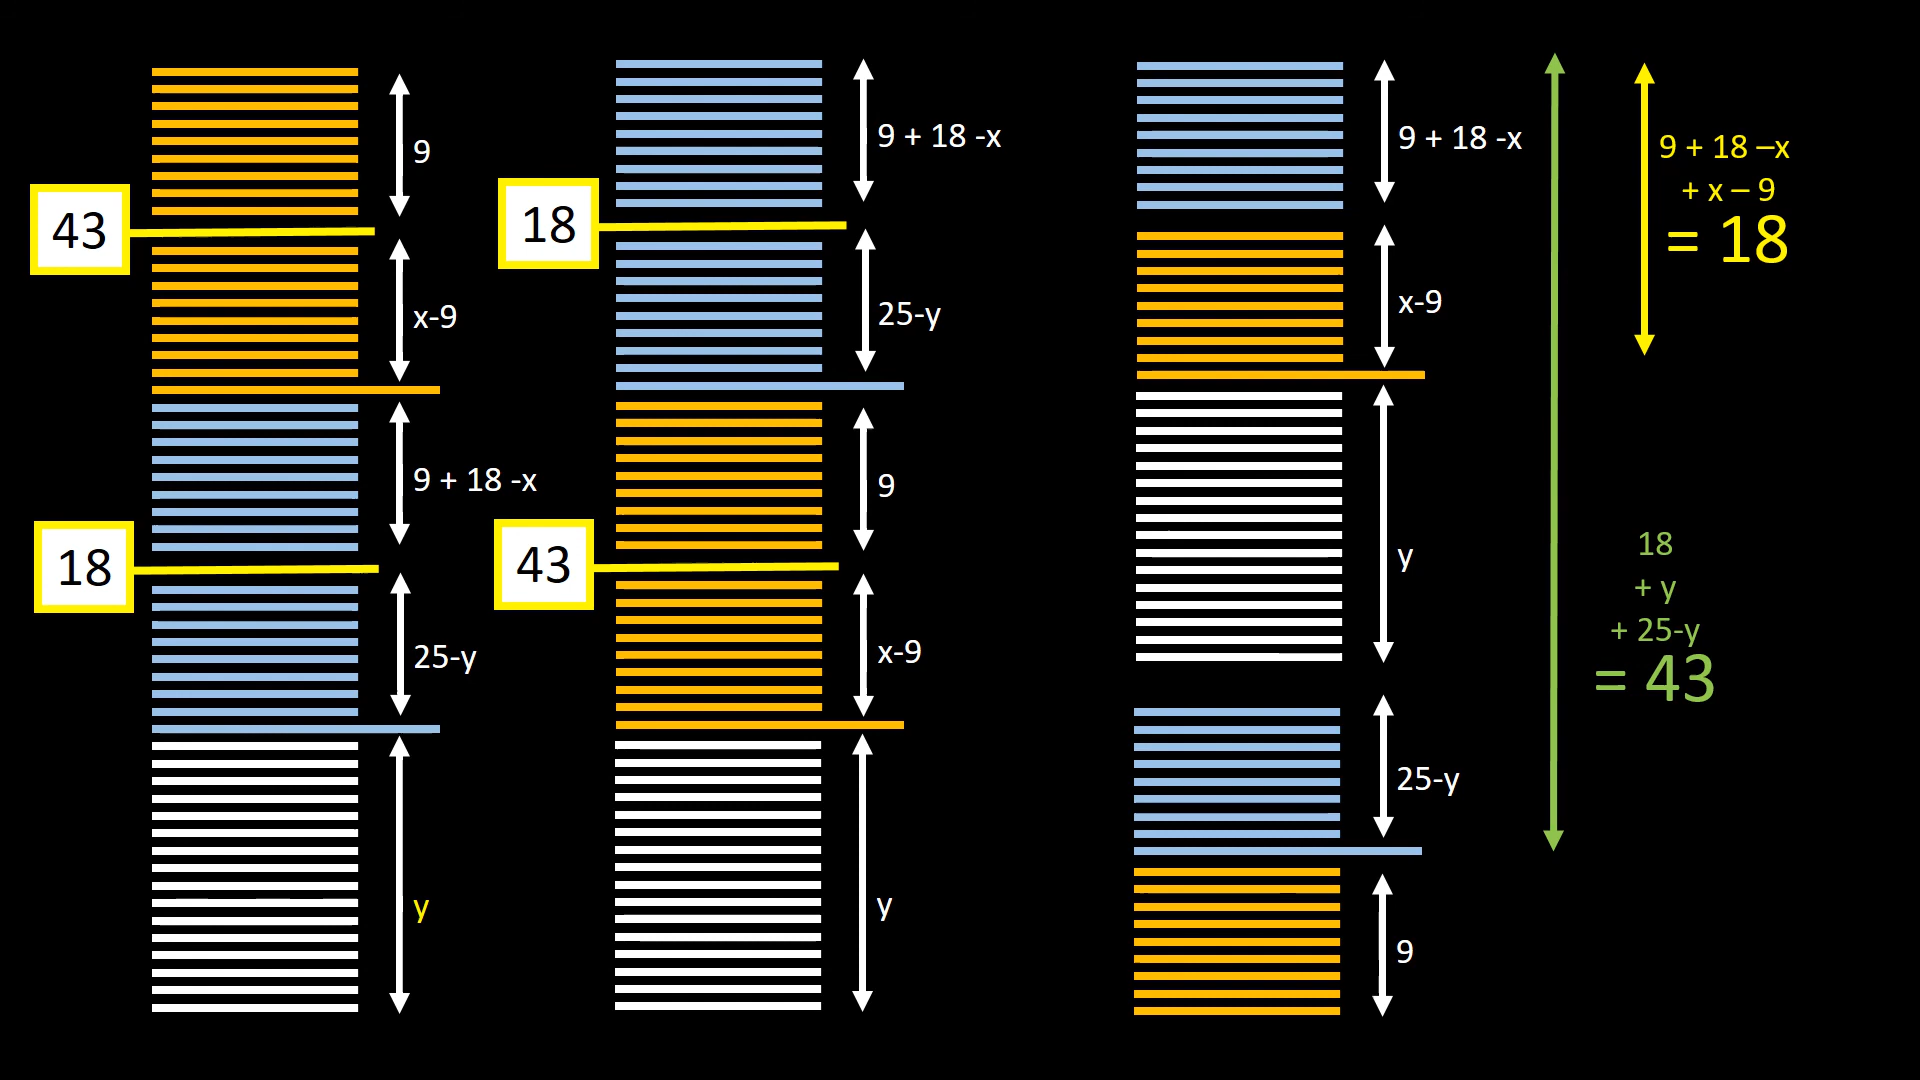 9
43
x-9
9 + 18 -x
18
25-y
y
9 + 18 -x
18
25-y
9
43
x-9
y
9 + 18 -x
x-9
y
25-y
9
9 + 18 –x
+ x – 9
= 18
18
+ y
+ 25-y
= 43